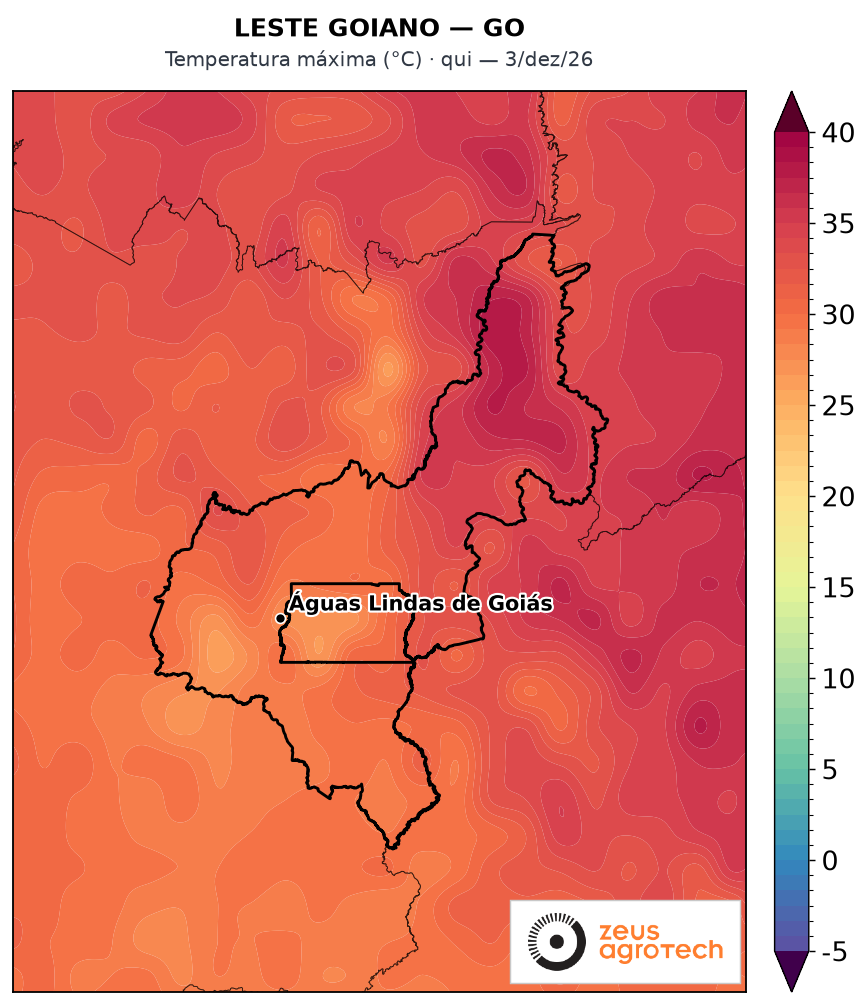 LESTE GOIANO — GO
Temperatura máxima (°C) · qui — 3/dez/26
40
35
30
25
20
15
10
5
0
-5
Águas Lindas de Goiás
zeus
agrotech